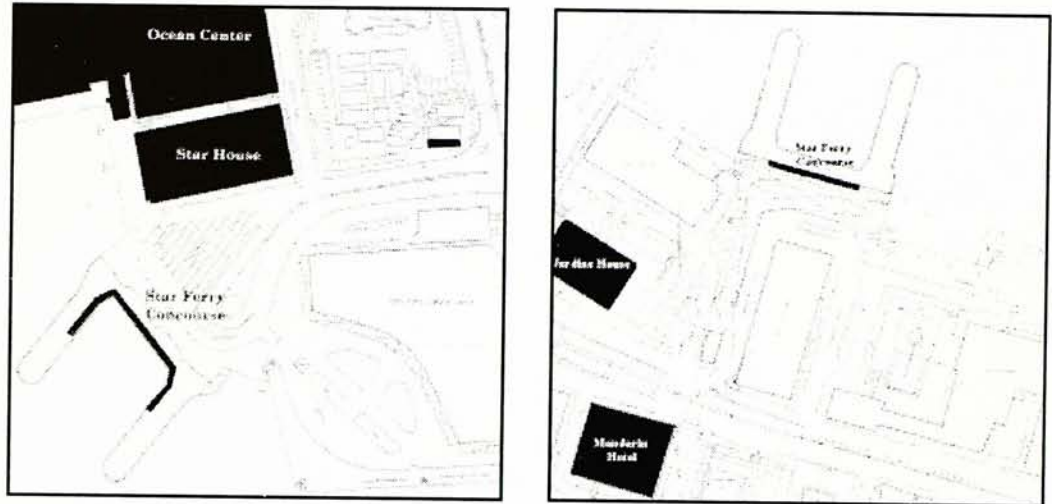 Ocean Center
Star House
Star Ferry
Concourse
Star Ferry
Concourse
Jardine House
Mandarin
Hotel